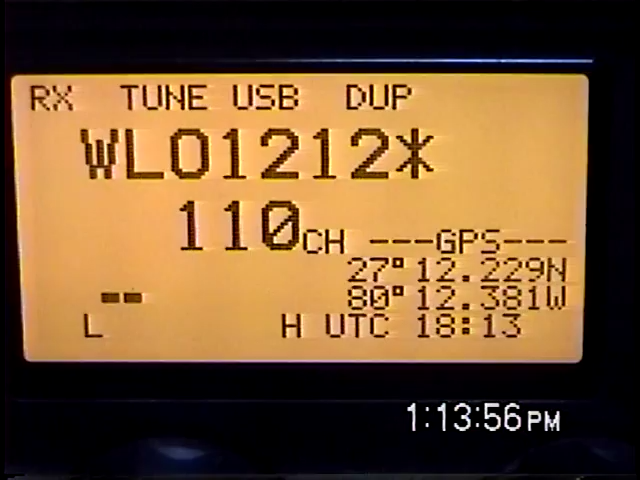 RX TUNE USB DUP
WLO1212*
110CH ---GPS---
27°12.229N
-- 80°12.381W
L H UTC 18:13
1:13:56PM